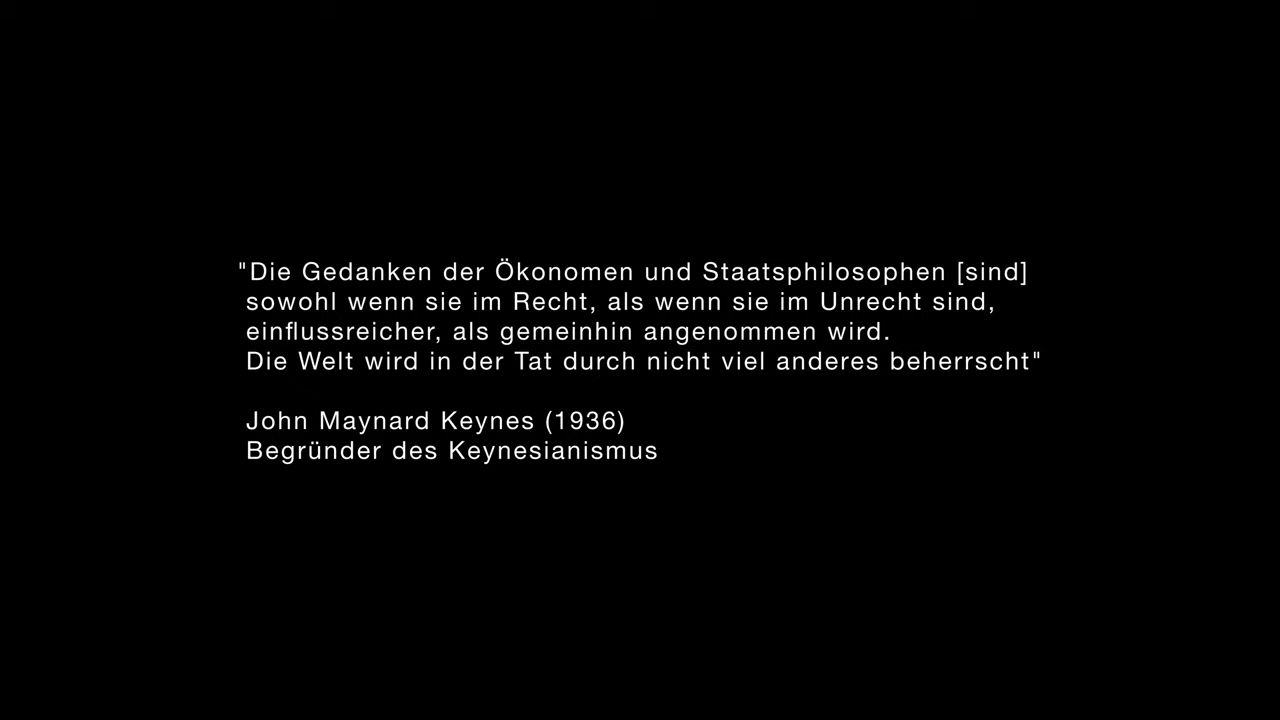 "Die Gedanken der Ökonomen und Staatsphilosophen [sind]
sowohl wenn sie im Recht, als wenn sie im Unrecht sind,
einflussreicher, als gemeinhin angenommen wird.
Die Welt wird in der Tat durch nicht viel anderes beherrscht"
John Maynard Keynes (1936)
Begründer des Keynesianismus